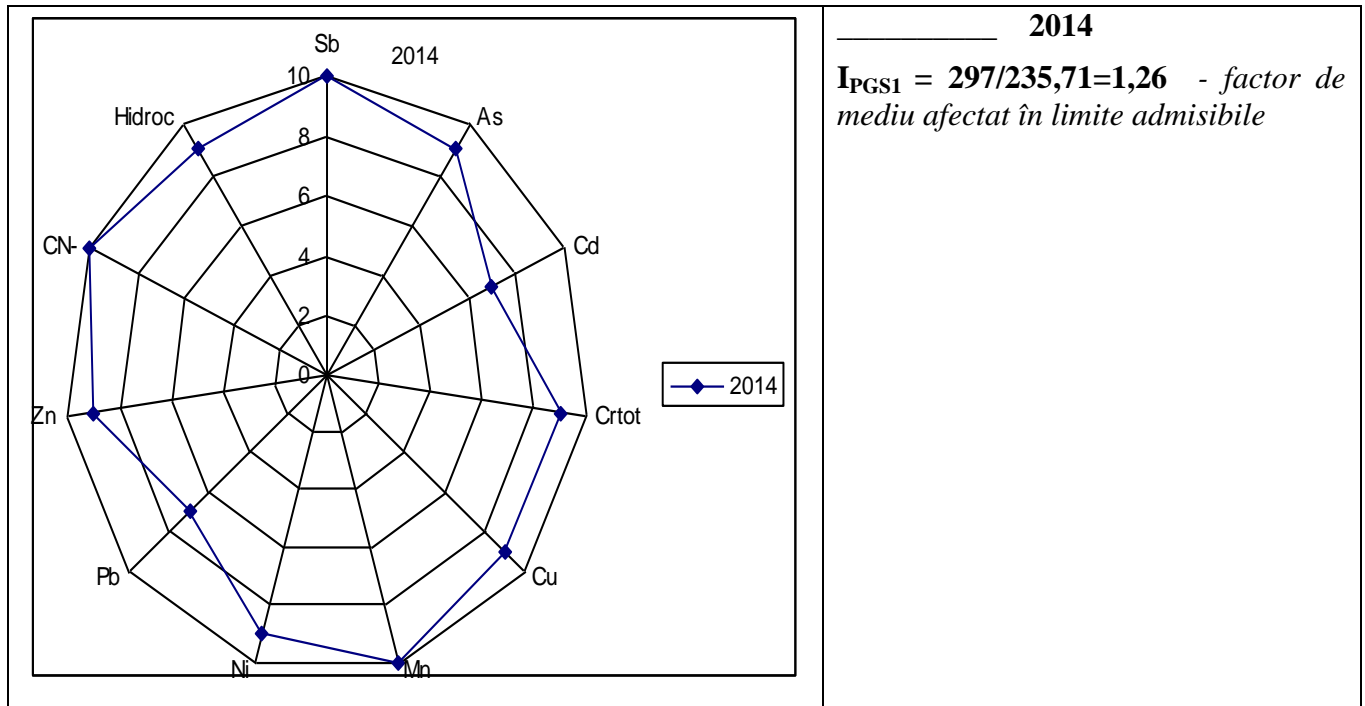 Sb
2014
10
8
6
4
2
0
As
Cd
Crtot
Cu
Mn
Ni
Pb
Zn
CN-
Hidroc
2014
__________ 2014
IPGS1 = 297/235,71=1,26 - factor de
mediu afectat în limite admisibile